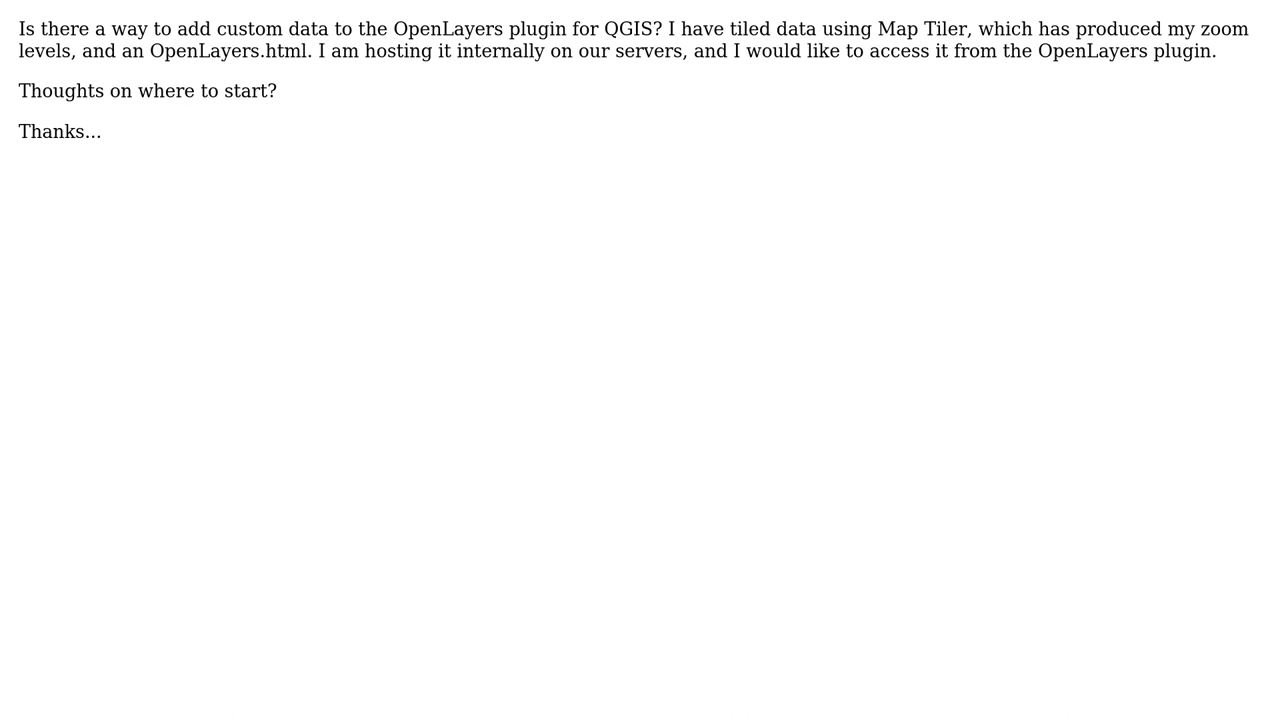 Is there a way to add custom data to the OpenLayers plugin for QGIS? I have tiled data using Map Tiler, which has produced my zoom
levels, and an OpenLayers.html. I am hosting it internally on our servers, and I would like to access it from the OpenLayers plugin.
Thoughts on where to start?
Thanks...